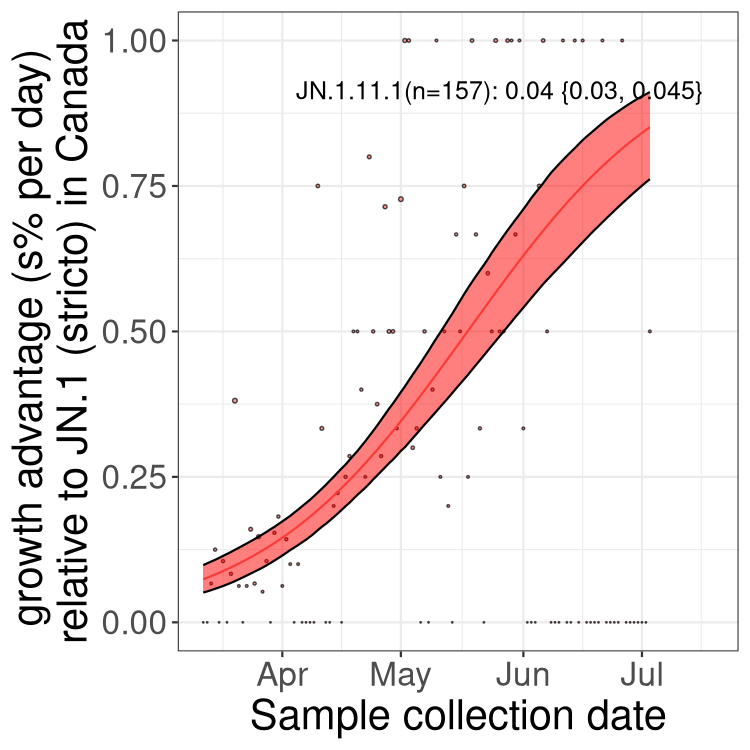 growth advantage (s% per day)
relative to JN.1 (stricto) in Canada
1.00
0.75
0.50
0.25
0.00
JN.1.11.1(n=157): 0.04 {0.03, 0.045}
Apr May Jun Jul
Sample collection date